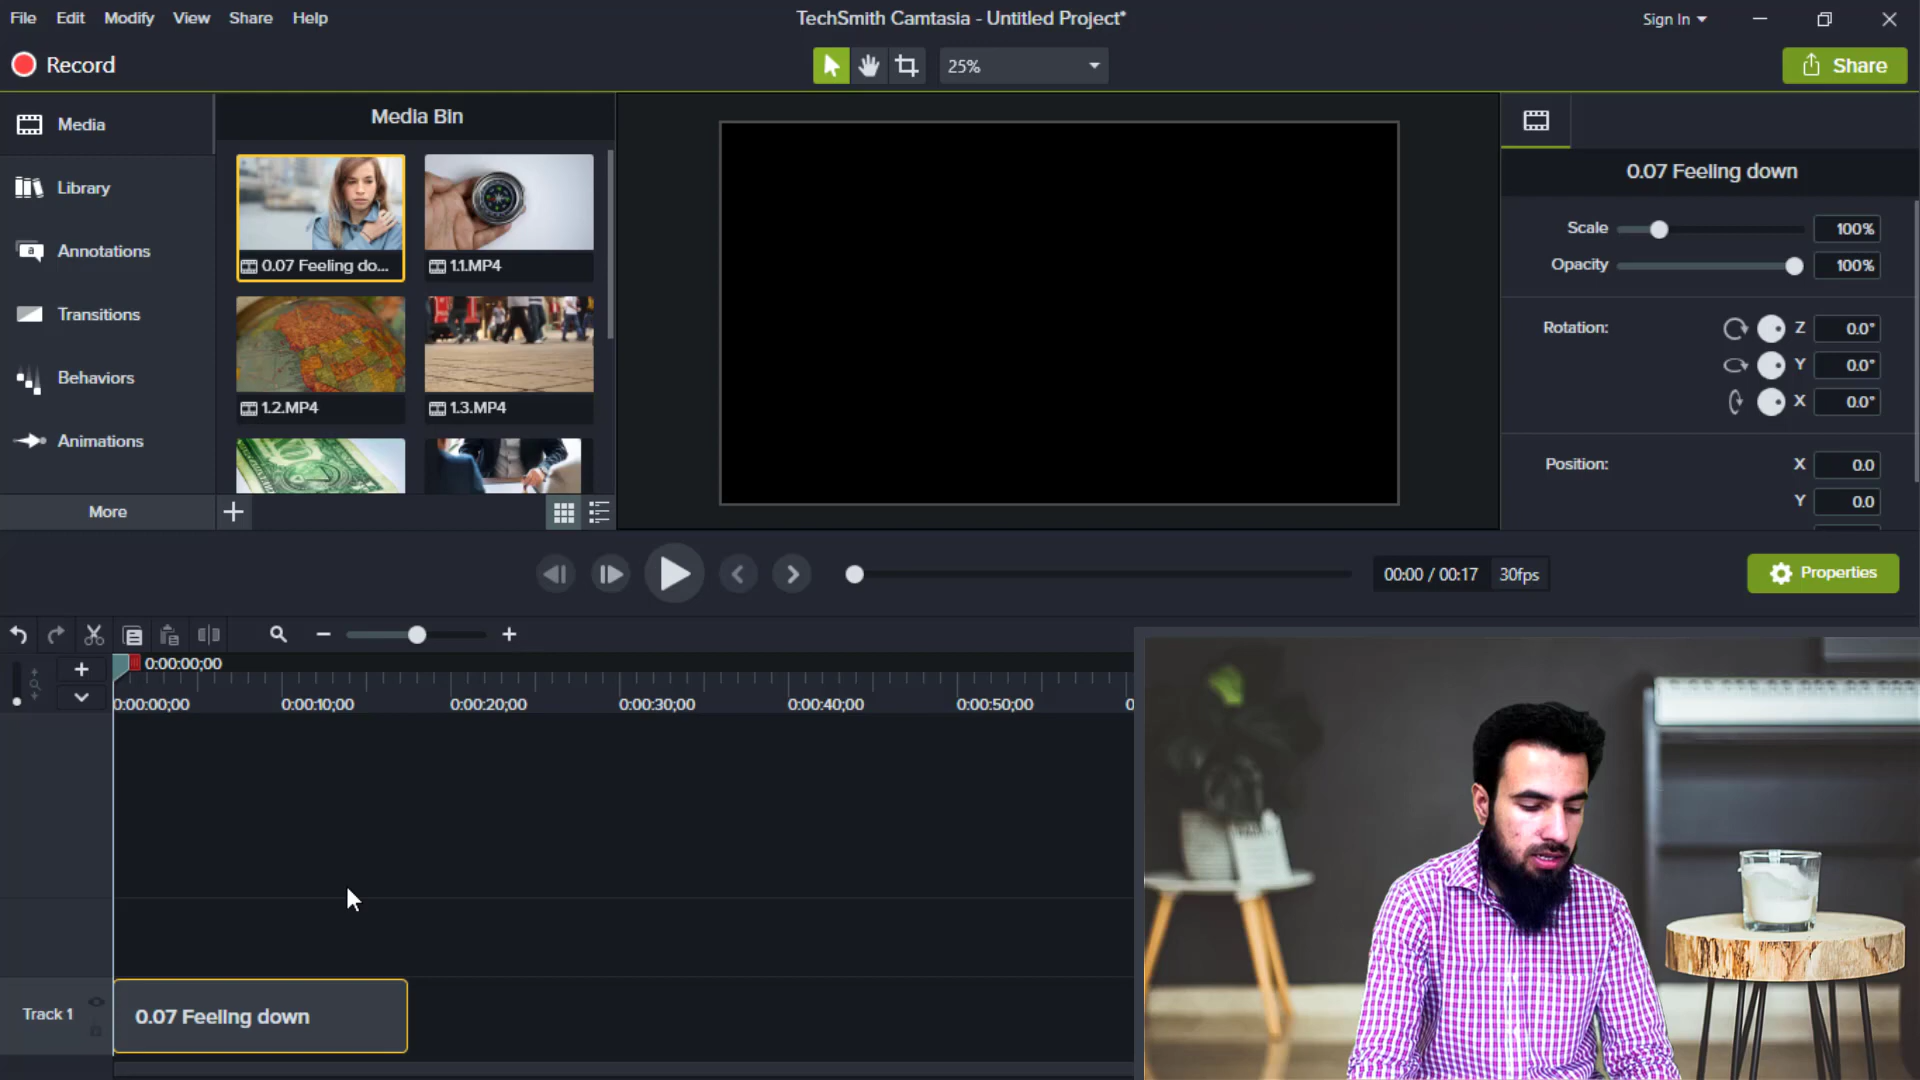 File Edit Modify View Share Help
TechSmith Camtasia - Untitled Project*
Sign In
Record
25%
Share
Media
Library
Annotations
Transitions
Behaviors
Animations
More
Media Bin
0.07 Feeling do...
1.1.MP4
1.2.MP4
1.3.MP4
0.07 Feeling down
Scale 100%
Opacity 100%
Rotation: Z 0.0°
Y 0.0°
X 0.0°
Position: X 0.0
Y 0.0
00:00 / 00:17 30fps
Properties
0:00:00;00
0:00:00;00 0:00:10;00 0:00:20;00 0:00:30;00 0:00:40;00 0:00:50;00 0
Track 1
0.07 Feeling down